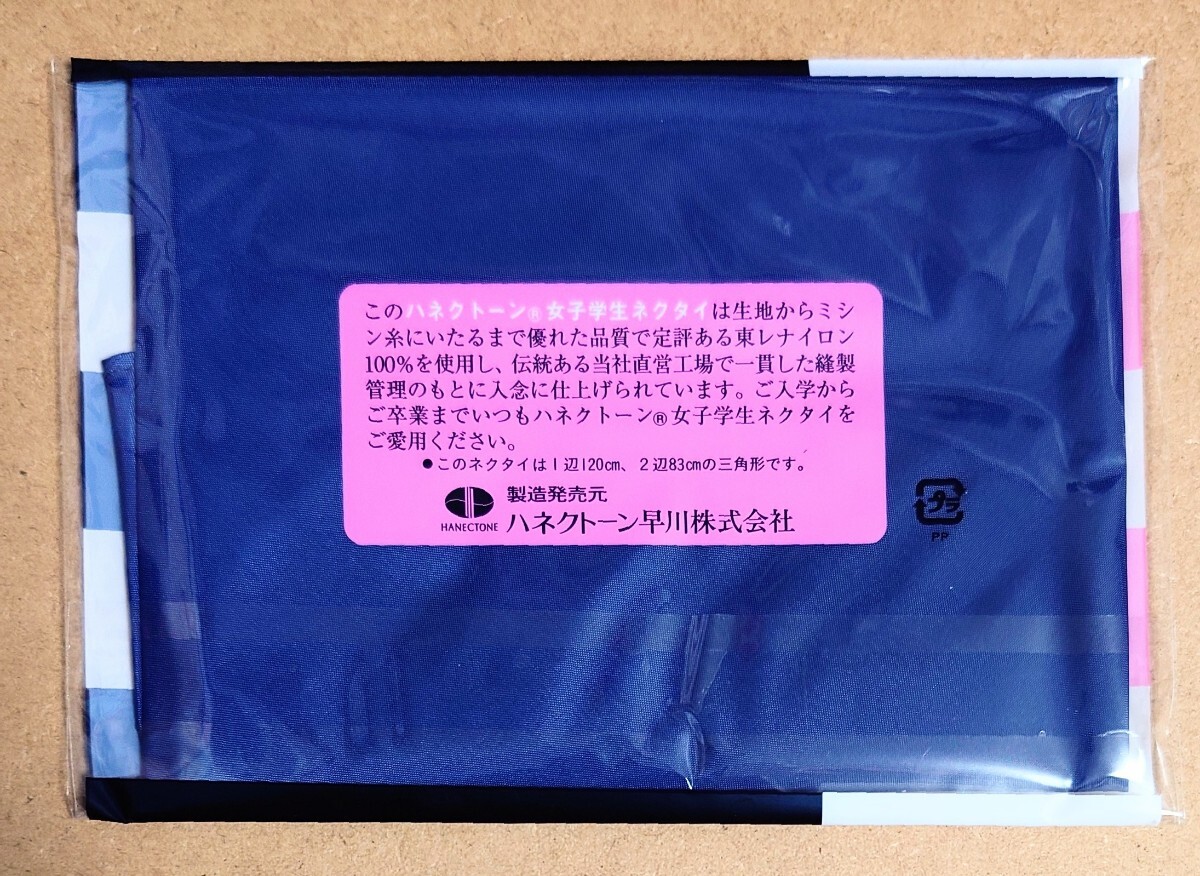 このハネクトーン®女子学生ネクタイは生地からミシ
ン糸にいたるまで優れた品質で定評ある東レナイロン
100%を使用し、伝統ある当社直営工場で一貫した縫製
管理のもとに入念に仕上げられています。ご入学から
ご卒業までいつもハネクトーン®女子学生ネクタイを
ご愛用ください。
●このネクタイは1辺120cm、2辺83cmの三角形です。
製造発売元
HANECTONE ハネクトーン早川株式会社
プラ
PP